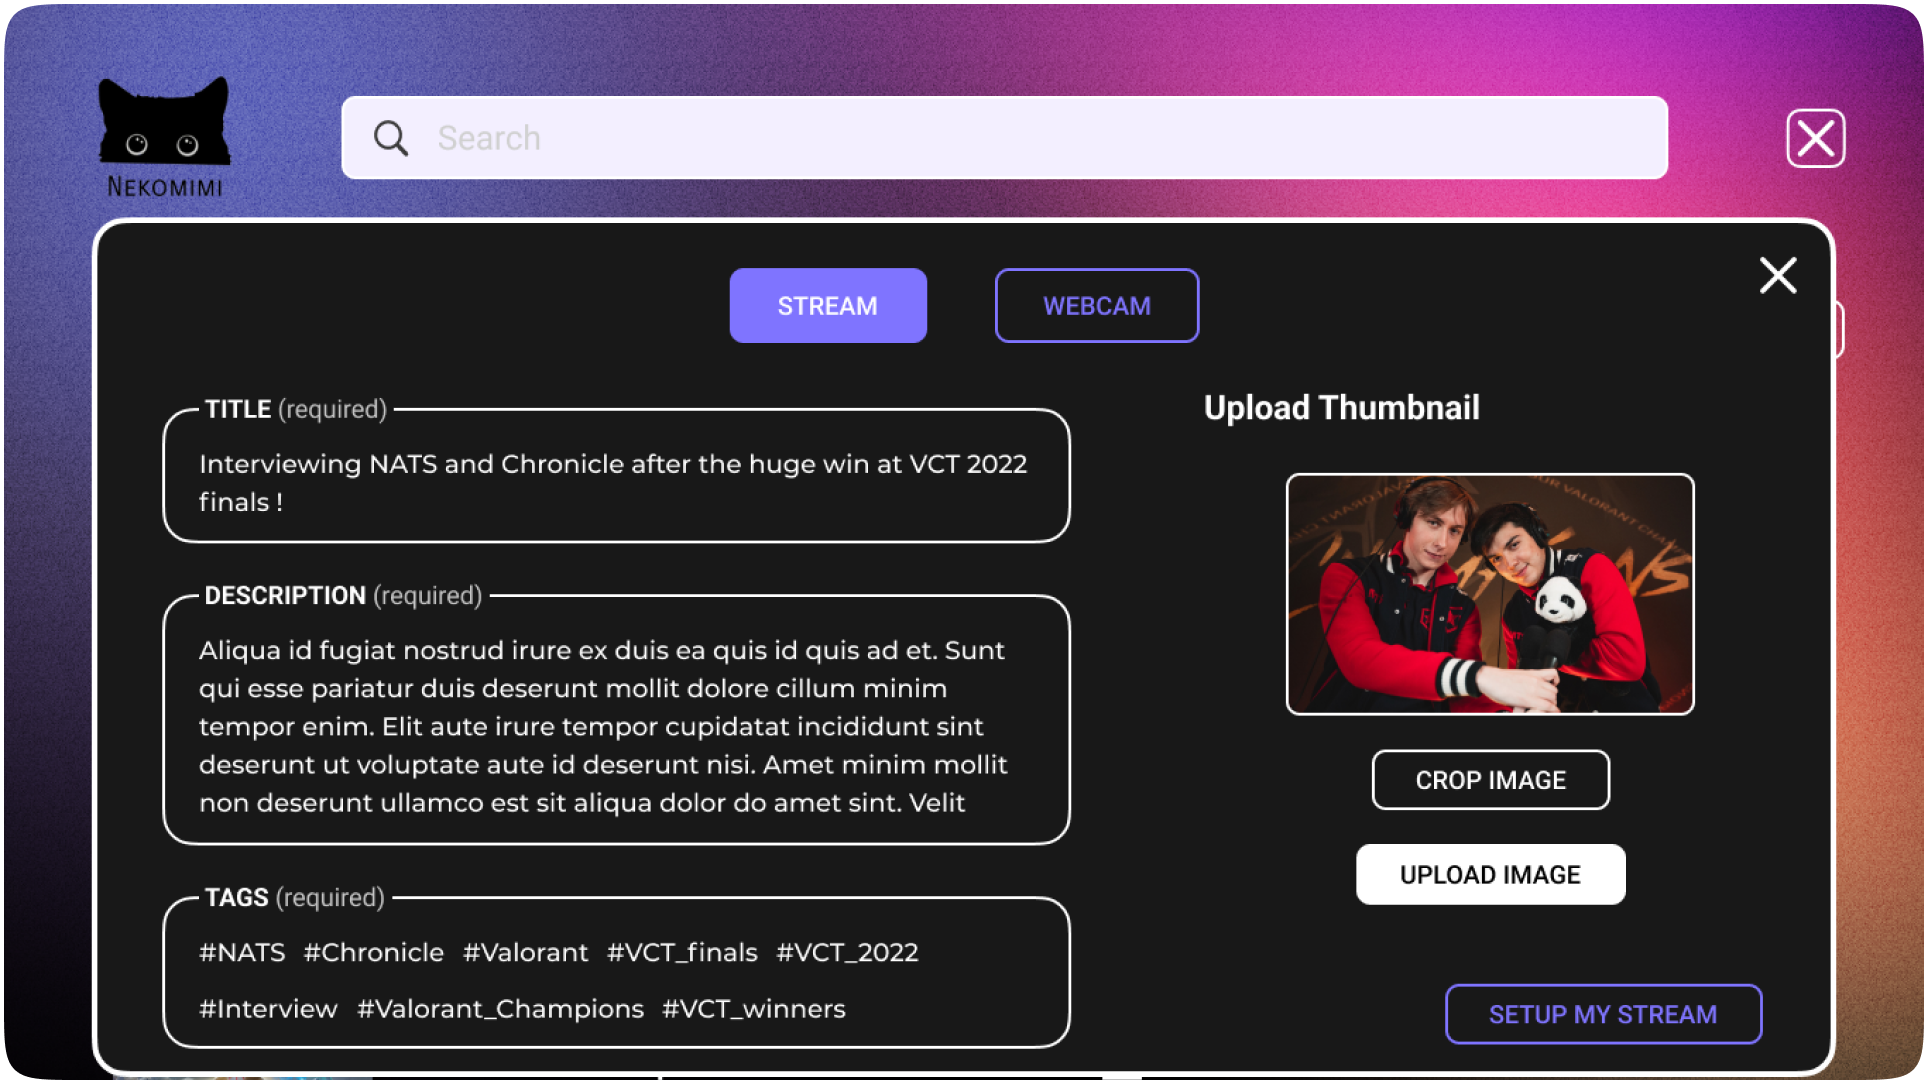 NEKOMIMI
Search
STREAM
WEBCAM
TITLE (required)
Interviewing NATS and Chronicle after the huge win at VCT 2022
finals !
DESCRIPTION (required)
Aliqua id fugiat nostrud irure ex duis ea quis id quis ad et. Sunt
qui esse pariatur duis deserunt mollit dolore cillum minim
tempor enim. Elit aute irure tempor cupidatat incididunt sint
deserunt ut voluptate aute id deserunt nisi. Amet minim mollit
non deserunt ullamco est sit aliqua dolor do amet sint. Velit
TAGS (required)
#NATS #Chronicle #Valorant #VCT_finals #VCT_2022
#Interview #Valorant_Champions #VCT_winners
Upload Thumbnail
CROP IMAGE
UPLOAD IMAGE
SETUP MY STREAM